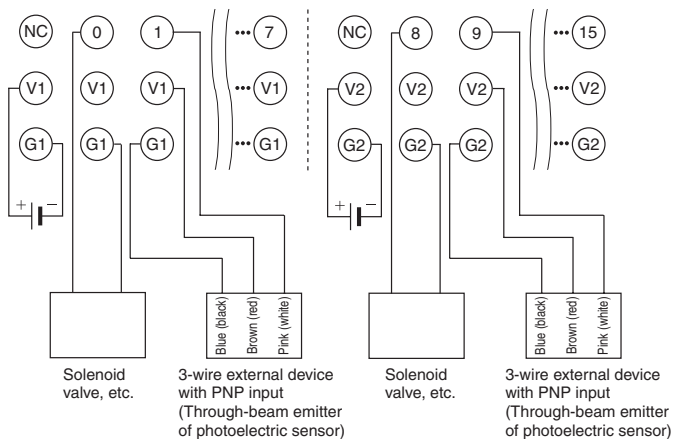 NC 0 1 ••• 7 NC 8 9 ••• 15
V1 V1 V1 ••• V1 V2 V2 V2 ••• V2
G1 G1 G1 ••• G1 G2 G2 G2 ••• G2
+ − + −
Blue (black) Brown (red) Pink (white) Blue (black) Brown (red) Pink (white)
Solenoid
valve, etc.
3-wire external device
with PNP input
(Through-beam emitter
of photoelectric sensor)
Solenoid
valve, etc.
3-wire external device
with PNP input
(Through-beam emitter
of photoelectric sensor)